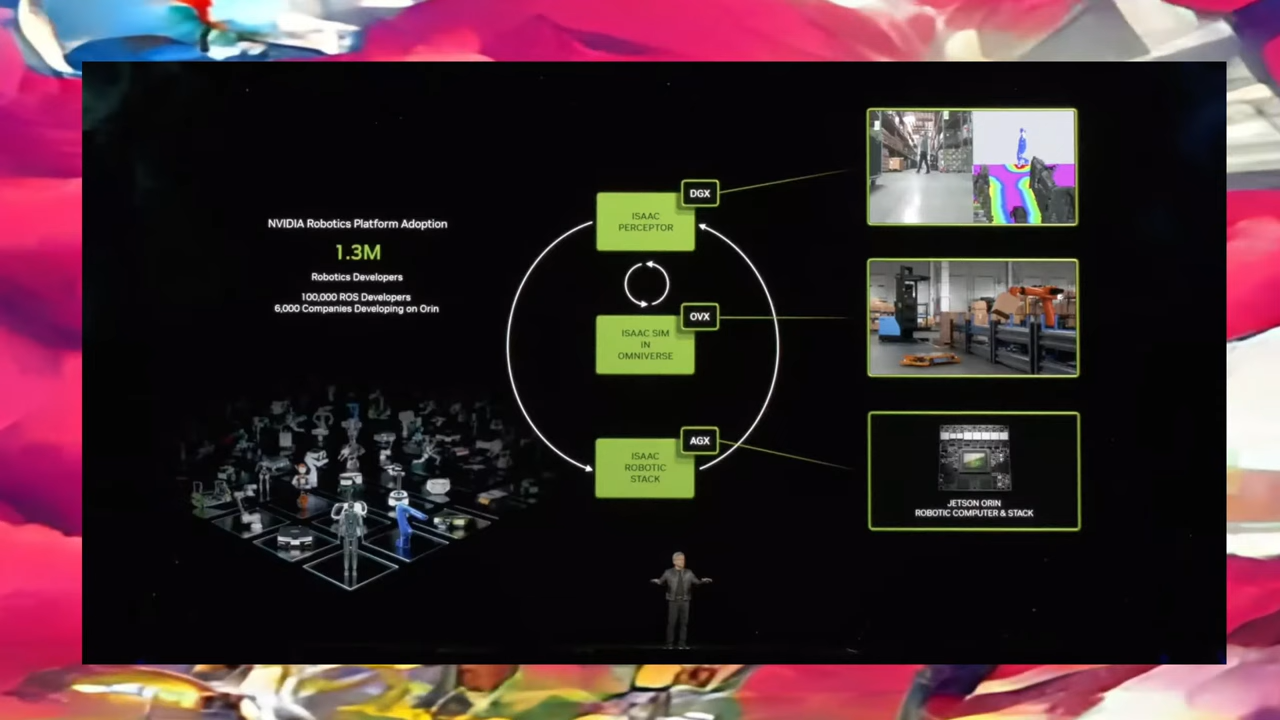 NVIDIA Robotics Platform Adoption
1.3M
Robotics Developers
100,000 ROS Developers
6,000 Companies Developing on Orin
DGX
ISAAC
PERCEPTOR
OVX
ISAAC SIM
IN
OMNIVERSE
AGX
ISAAC
ROBOTIC
STACK
JETSON ORIN
ROBOTIC COMPUTER & STACK